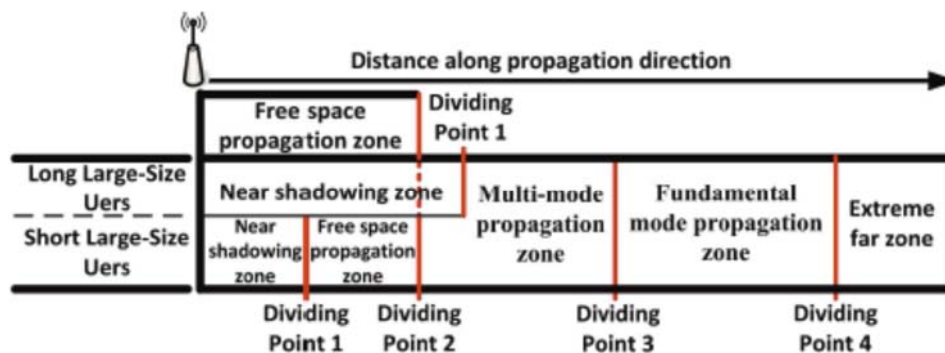 Distance along propagation direction
Free space
propagation zone
Dividing
Point 1
Long Large-Size
Uers
Near shadowing zone
Multi-mode
propagation
zone
Fundamental
mode propagation
zone
Extreme
far zone
Short Large-Size
Uers
Near
shadowing
zone
Free space
propagation
zone
Dividing
Point 1
Dividing
Point 2
Dividing
Point 3
Dividing
Point 4